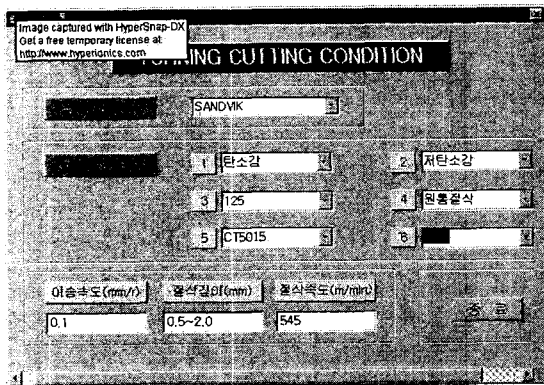 Image captured with HyperSnap-DX
Get a free temporary license at:
http://www.hyperionics.com
TURNING CUTTING CONDITION
SANDVIK
1 탄소강 2 저탄소강
3 125 4 원통절삭
5 CT5015 6
이송속도(mm/r) 절삭깊이(mm) 절삭속도(m/min)
0.1 0.5~2.0 545
종 료